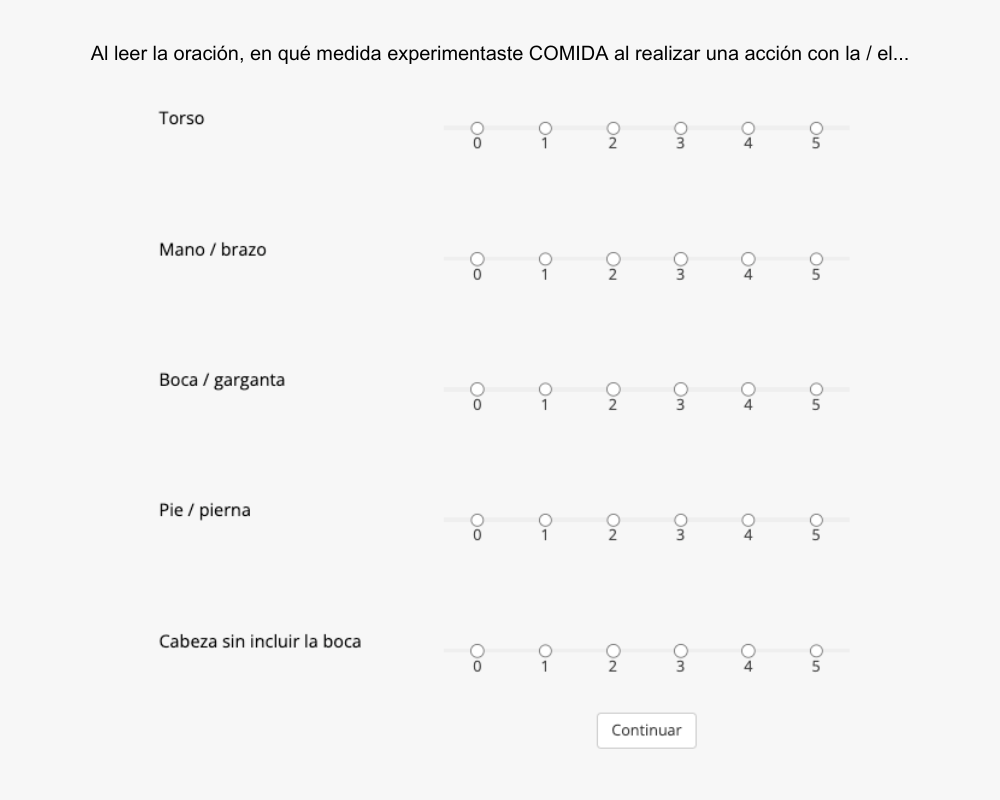 Al leer la oración, en qué medida experimentaste COMIDA al realizar una acción con la / el...
Torso
0 1 2 3 4 5
Mano / brazo
0 1 2 3 4 5
Boca / garganta
0 1 2 3 4 5
Pie / pierna
0 1 2 3 4 5
Cabeza sin incluir la boca
0 1 2 3 4 5
Continuar